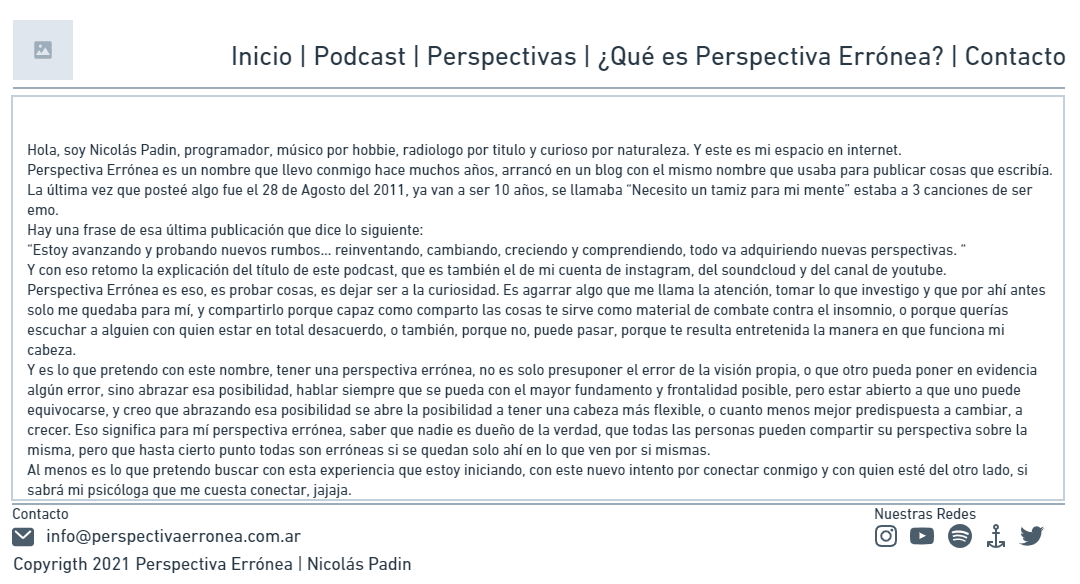 Inicio | Podcast | Perspectivas | ¿Qué es Perspectiva Errónea? | Contacto
Hola, soy Nicolás Padin, programador, músico por hobbie, radiologo por titulo y curioso por naturaleza. Y este es mi espacio en internet.
Perspectiva Errónea es un nombre que llevo conmigo hace muchos años, arrancó en un blog con el mismo nombre que usaba para publicar cosas que escribía.
La última vez que posteé algo fue el 28 de Agosto del 2011, ya van a ser 10 años, se llamaba “Necesito un tamiz para mi mente” estaba a 3 canciones de ser
emo.
Hay una frase de esa última publicación que dice lo siguiente:
“Estoy avanzando y probando nuevos rumbos... reinventando, cambiando, creciendo y comprendiendo, todo va adquiriendo nuevas perspectivas. “
Y con eso retomo la explicación del título de este podcast, que es también el de mi cuenta de instagram, del soundcloud y del canal de youtube.
Perspectiva Errónea es eso, es probar cosas, es dejar ser a la curiosidad. Es agarrar algo que me llama la atención, tomar lo que investigo y que por ahí antes
solo me quedaba para mí, y compartirlo porque capaz como comparto las cosas te sirve como material de combate contra el insomnio, o porque querías
escuchar a alguien con quien estar en total desacuerdo, o también, porque no, puede pasar, porque te resulta entretenida la manera en que funciona mi
cabeza.
Y es lo que pretendo con este nombre, tener una perspectiva errónea, no es solo presuponer el error de la visión propia, o que otro pueda poner en evidencia
algún error, sino abrazar esa posibilidad, hablar siempre que se pueda con el mayor fundamento y frontalidad posible, pero estar abierto a que uno puede
equivocarse, y creo que abrazando esa posibilidad se abre la posibilidad a tener una cabeza más flexible, o cuanto menos mejor predispuesta a cambiar, a
crecer. Eso significa para mí perspectiva errónea, saber que nadie es dueño de la verdad, que todas las personas pueden compartir su perspectiva sobre la
misma, pero que hasta cierto punto todas son erróneas si se quedan solo ahí en lo que ven por si mismas.
Al menos es lo que pretendo buscar con esta experiencia que estoy iniciando, con este nuevo intento por conectar conmigo y con quien esté del otro lado, si
sabrá mi psicóloga que me cuesta conectar, jajaja.
Contacto
Nuestras Redes
info@perspectivaerronea.com.ar
Copyrigth 2021 Perspectiva Errónea | Nicolás Padin